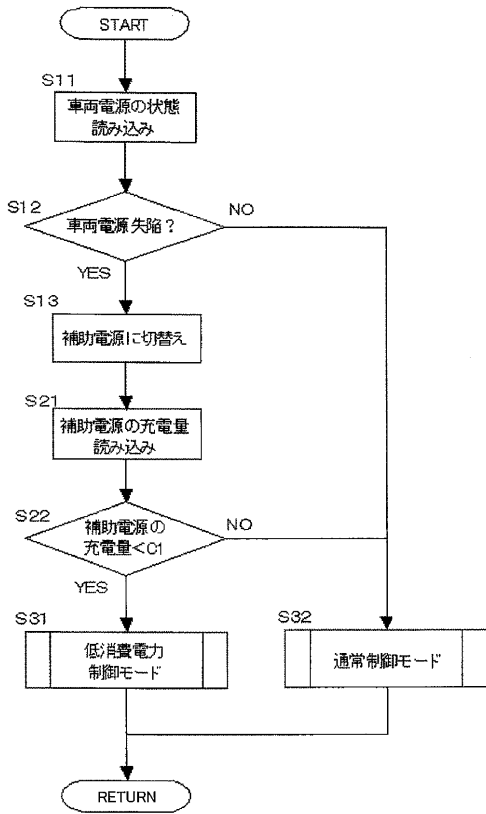 START
S11
車両電源の状態
読み込み
S12
車両電源失陥？
NO
YES
S13
補助電源に切替え
S21
補助電源の充電量
読み込み
S22
補助電源の
充電量<C1
NO
YES
S31
低消費電力
制御モード
S32
通常制御モード
RETURN